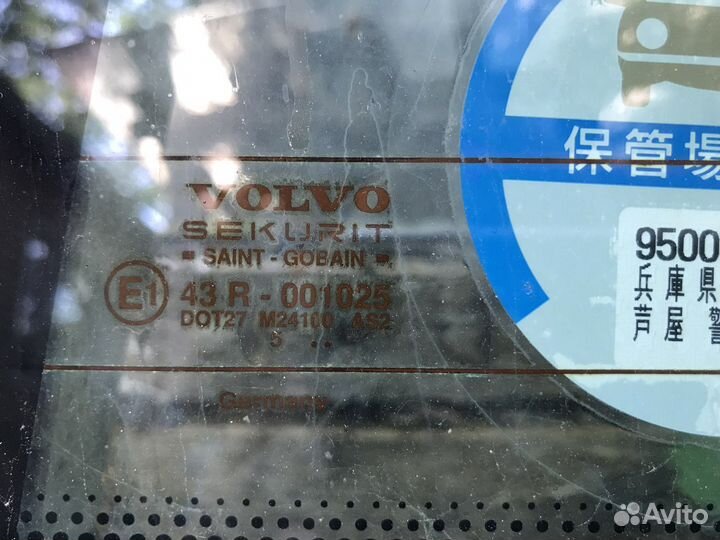 VOLVO
SEKURIT
SAINT - GOBAIN
E1 43 R - 001025
DOT27 M24100 AS2
5 ..
Germany
保管場
9500
兵庫県
芦屋警
Avito